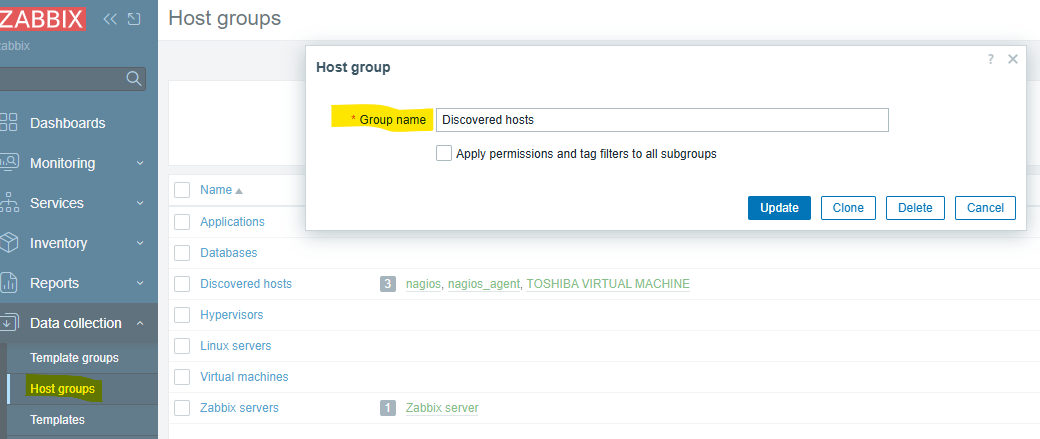 ZABBIX
zabbix
Dashboards
Monitoring
Services
Inventory
Reports
Data collection
Template groups
Host groups
Templates
Host groups
Host group
?
* Group name
Discovered hosts
Apply permissions and tag filters to all subgroups
Update Clone Delete Cancel
Name
Applications
Databases
Discovered hosts 3 nagios, nagios_agent, TOSHIBA VIRTUAL MACHINE
Hypervisors
Linux servers
Virtual machines
Zabbix servers 1 Zabbix server